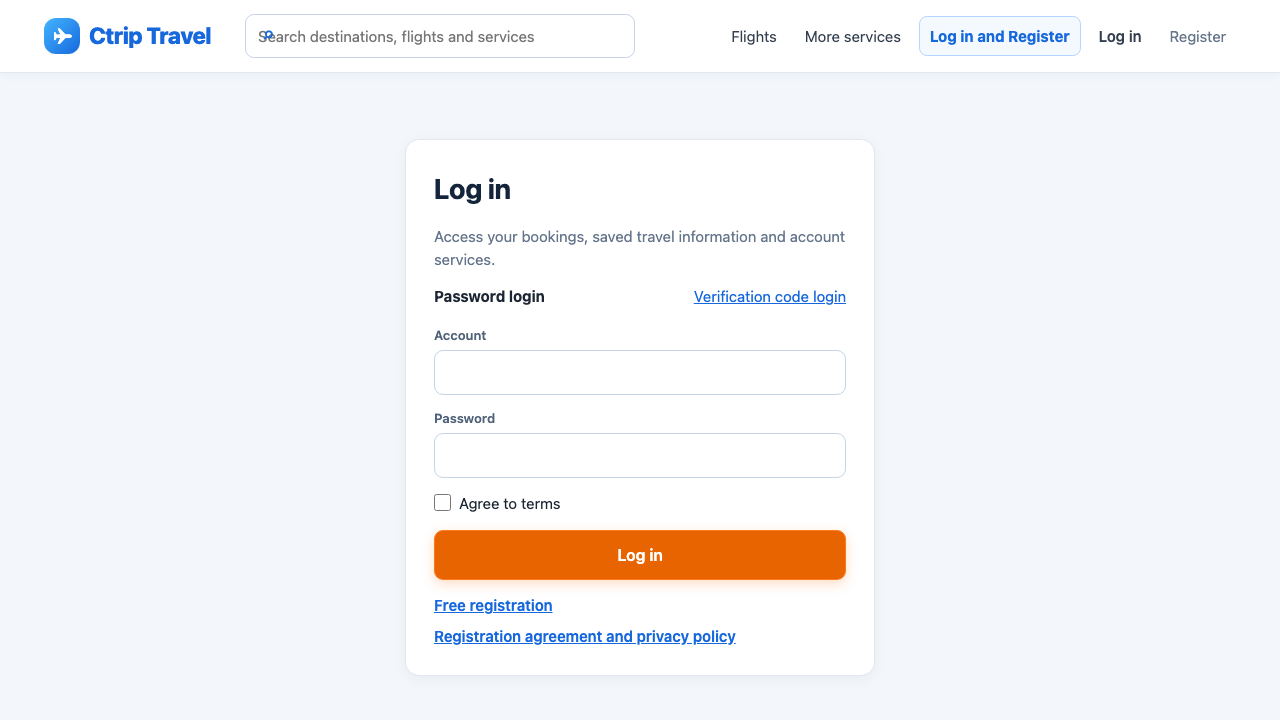 Ctrip Travel
Search destinations, flights and services
Flights
More services
Log in and Register
Log in
Register
Log in
Access your bookings, saved travel information and account
services.
Password login
Verification code login
Account
Password
Agree to terms
Log in
Free registration
Registration agreement and privacy policy